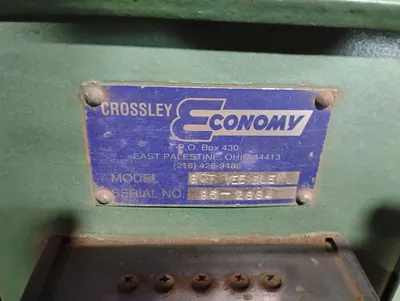 CROSSLEY ECONOMY
P.O. Box 430
EAST PALESTINE, OHIO 44413
(216) 426-9486
MODEL
SERIAL NO.